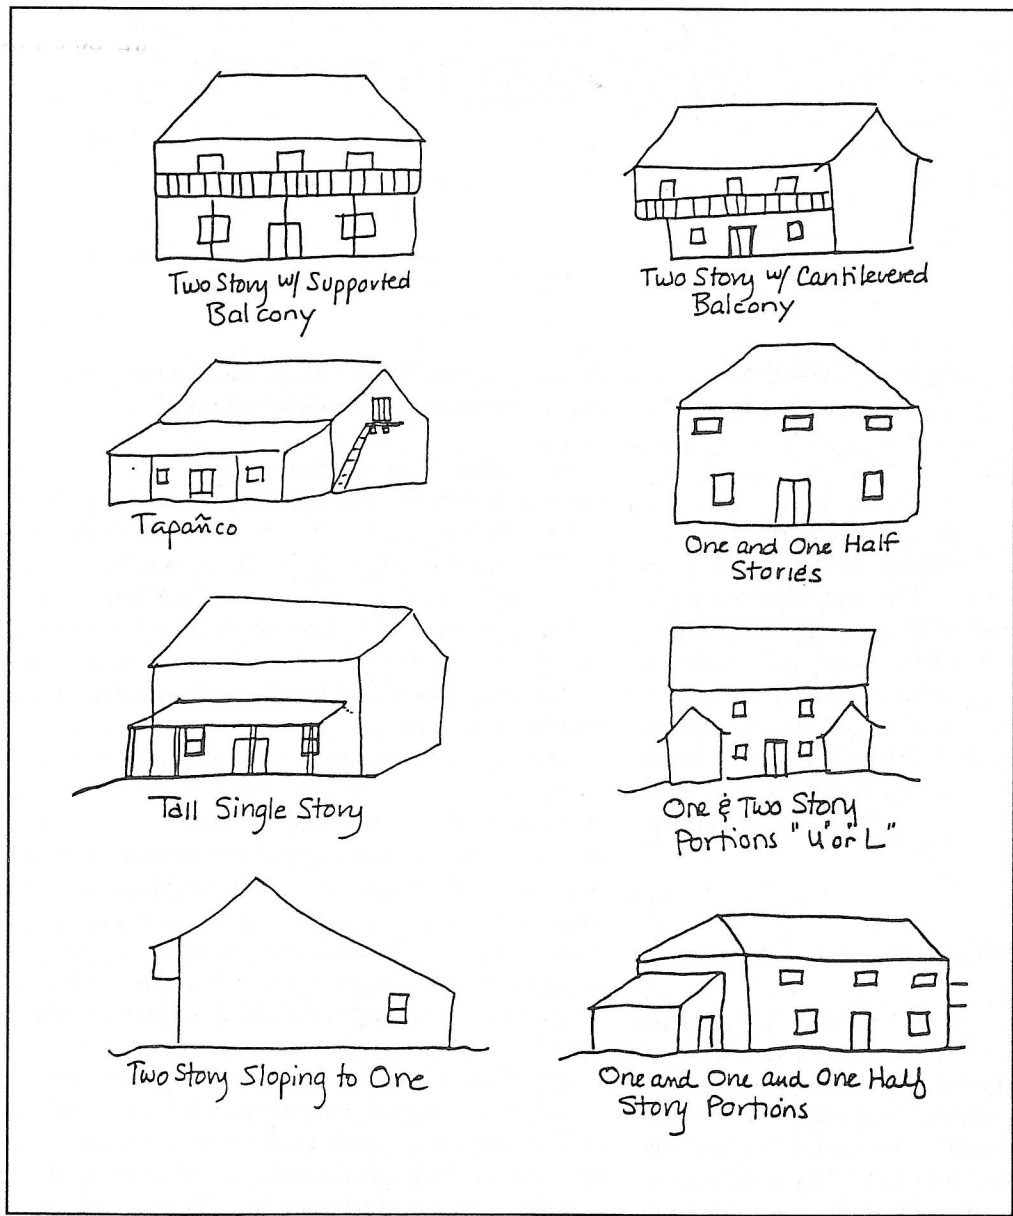 Two Story w/ Supported
Balcony
Two Story w/ Cantilevered
Balcony
Tapañco
One and One Half
Stories
Tall Single Story
One & Two Story
Portions "U" or "L"
Two Story Sloping to One
One and One and One Half
Story Portions